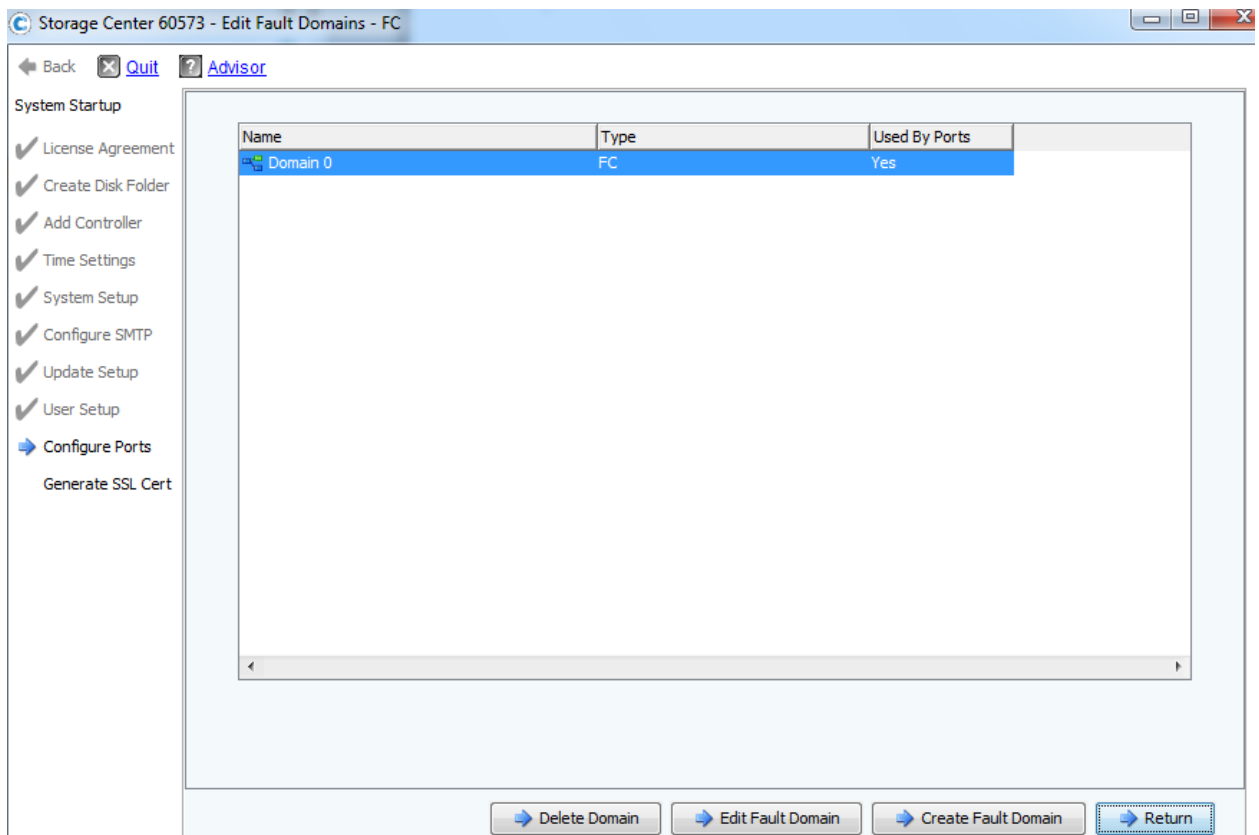 Storage Center 60573 - Edit Fault Domains - FC
Back Quit ? Advisor
System Startup
License Agreement
Create Disk Folder
Add Controller
Time Settings
System Setup
Configure SMTP
Update Setup
User Setup
Configure Ports
Generate SSL Cert
Name Type Used By Ports
Domain 0 FC Yes
Delete Domain Edit Fault Domain Create Fault Domain Return